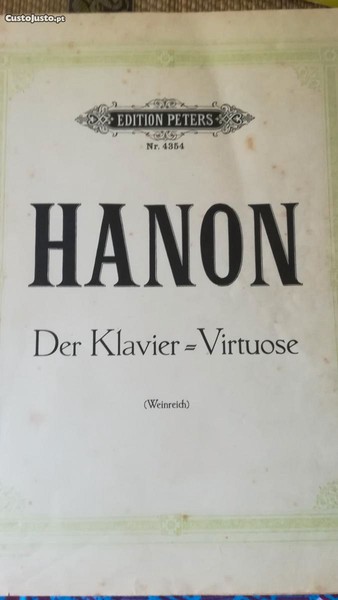 CustoJusto.pt
EDITION PETERS
Nr. 4354
HANON
Der Klavier=Virtuose
(Weinreich)